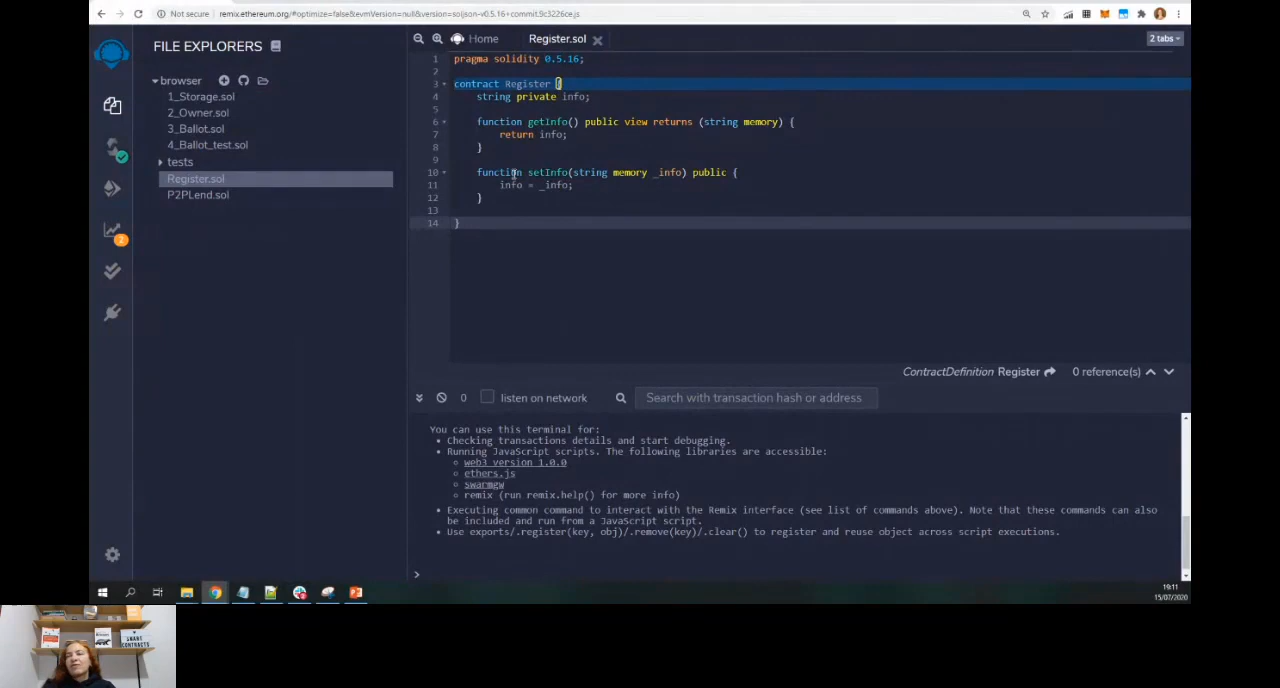 Not secure | remix.ethereum.org/#optimize=false&evmVersion=null&version=soljson-v0.5.16+commit.9c3226ce.js
FILE EXPLORERS
browser
1_Storage.sol
2_Owner.sol
3_Ballot.sol
4_Ballot_test.sol
tests
Register.sol
P2PLend.sol
2
Home
Register.sol
2 tabs
1 pragma solidity 0.5.16;
2
3 contract Register {
4 string private info;
5
6 function getInfo() public view returns (string memory) {
7 return info;
8 }
9
10 function setInfo(string memory _info) public {
11 info = _info;
12 }
13
14 }
ContractDefinition Register 0 reference(s)
0 listen on network Search with transaction hash or address
You can use this terminal for:
• Checking transactions details and start debugging.
• Running JavaScript scripts. The following libraries are accessible:
○ web3 version 1.0.0
○ ethers.js
○ swarmgw
○ remix (run remix.help() for more info)
• Executing common command to interact with the Remix interface (see list of commands above). Note that these commands can also
be included and run from a JavaScript script.
• Use exports/.register(key, obj)/.remove(key)/.clear() to register and reuse object across script executions.
>
19:11
15/07/2020
SMART
CONTRACTS